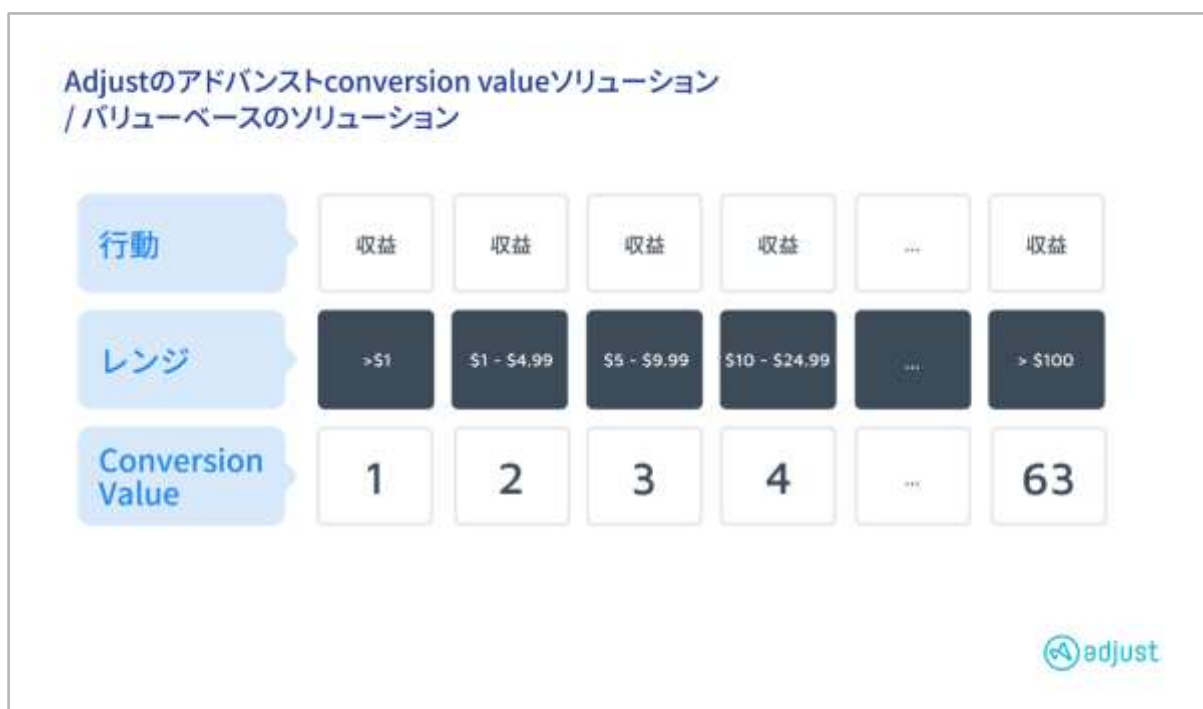 Adjustのアドバンストconversion valueソリューション
/ バリューベースのソリューション
行動 収益 収益 収益 収益 ... 収益
レンジ >$1 $1 - $4.99 $5 - $9.99 $10 - $24.99 ... > $100
Conversion
Value 1 2 3 4 ... 63
adjust